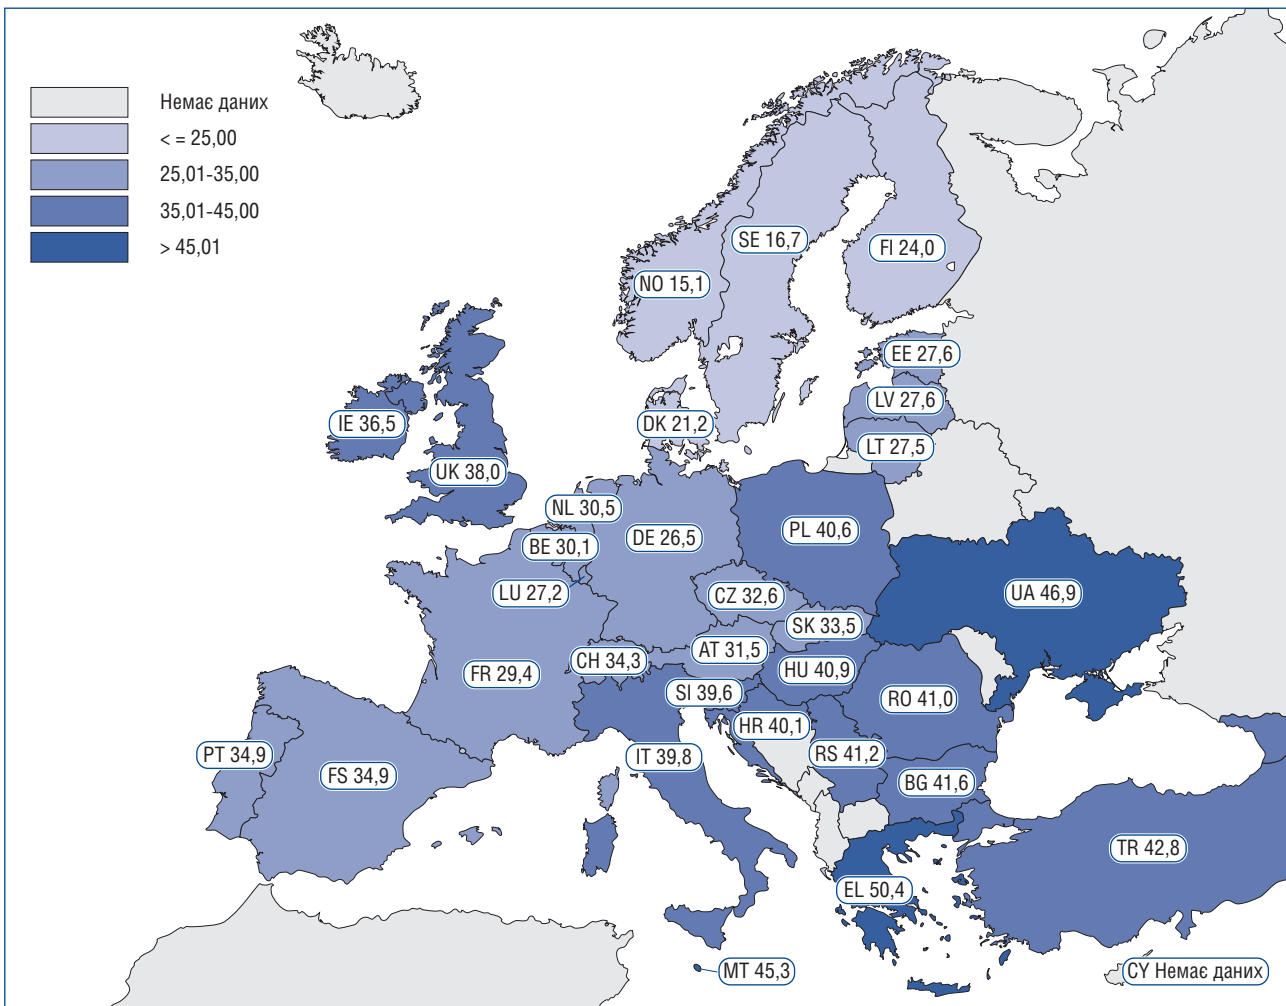 Немає даних
< = 25,00
25,01-35,00
35,01-45,00
> 45,01
SE 16,7
FI 24,0
NO 15,1
EE 27,6
LV 27,6
IE 36,5
DK 21,2
LT 27,5
UK 38,0
NL 30,5
DE 26,5
PL 40,6
BE 30,1
LU 27,2
CZ 32,6
UA 46,9
SK 33,5
AT 31,5
CH 34,3
FR 29,4
HU 40,9
SI 39,6
RO 41,0
HR 40,1
PT 34,9
IT 39,8
RS 41,2
FS 34,9
BG 41,6
TR 42,8
EL 50,4
MT 45,3
CY Немає даних